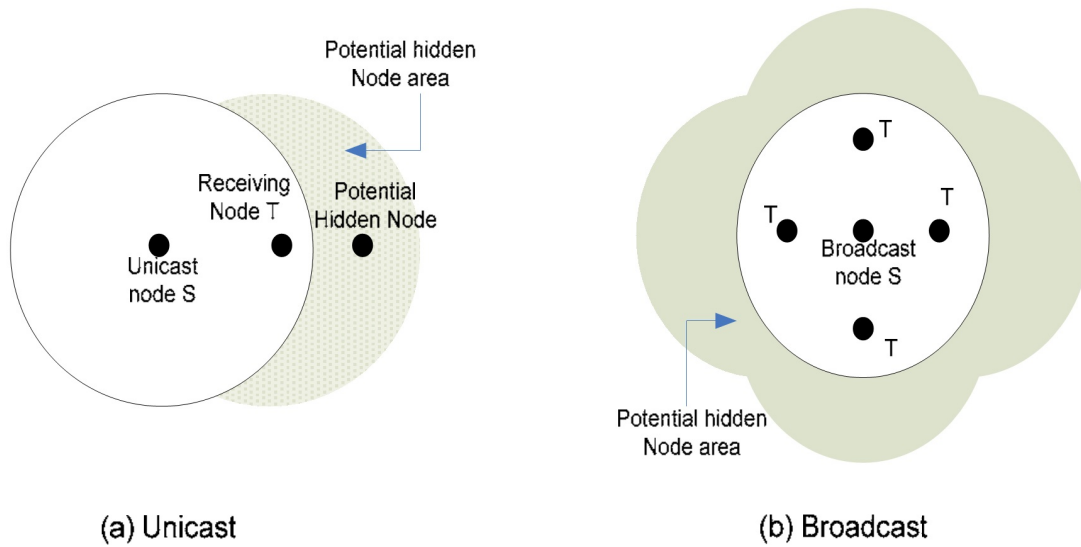 Potential hidden
Node area
Receiving
Node T
Potential
Hidden Node
Unicast
node S
(a) Unicast
T
T
T
Broadcast
node S
T
Potential hidden
Node area
(b) Broadcast